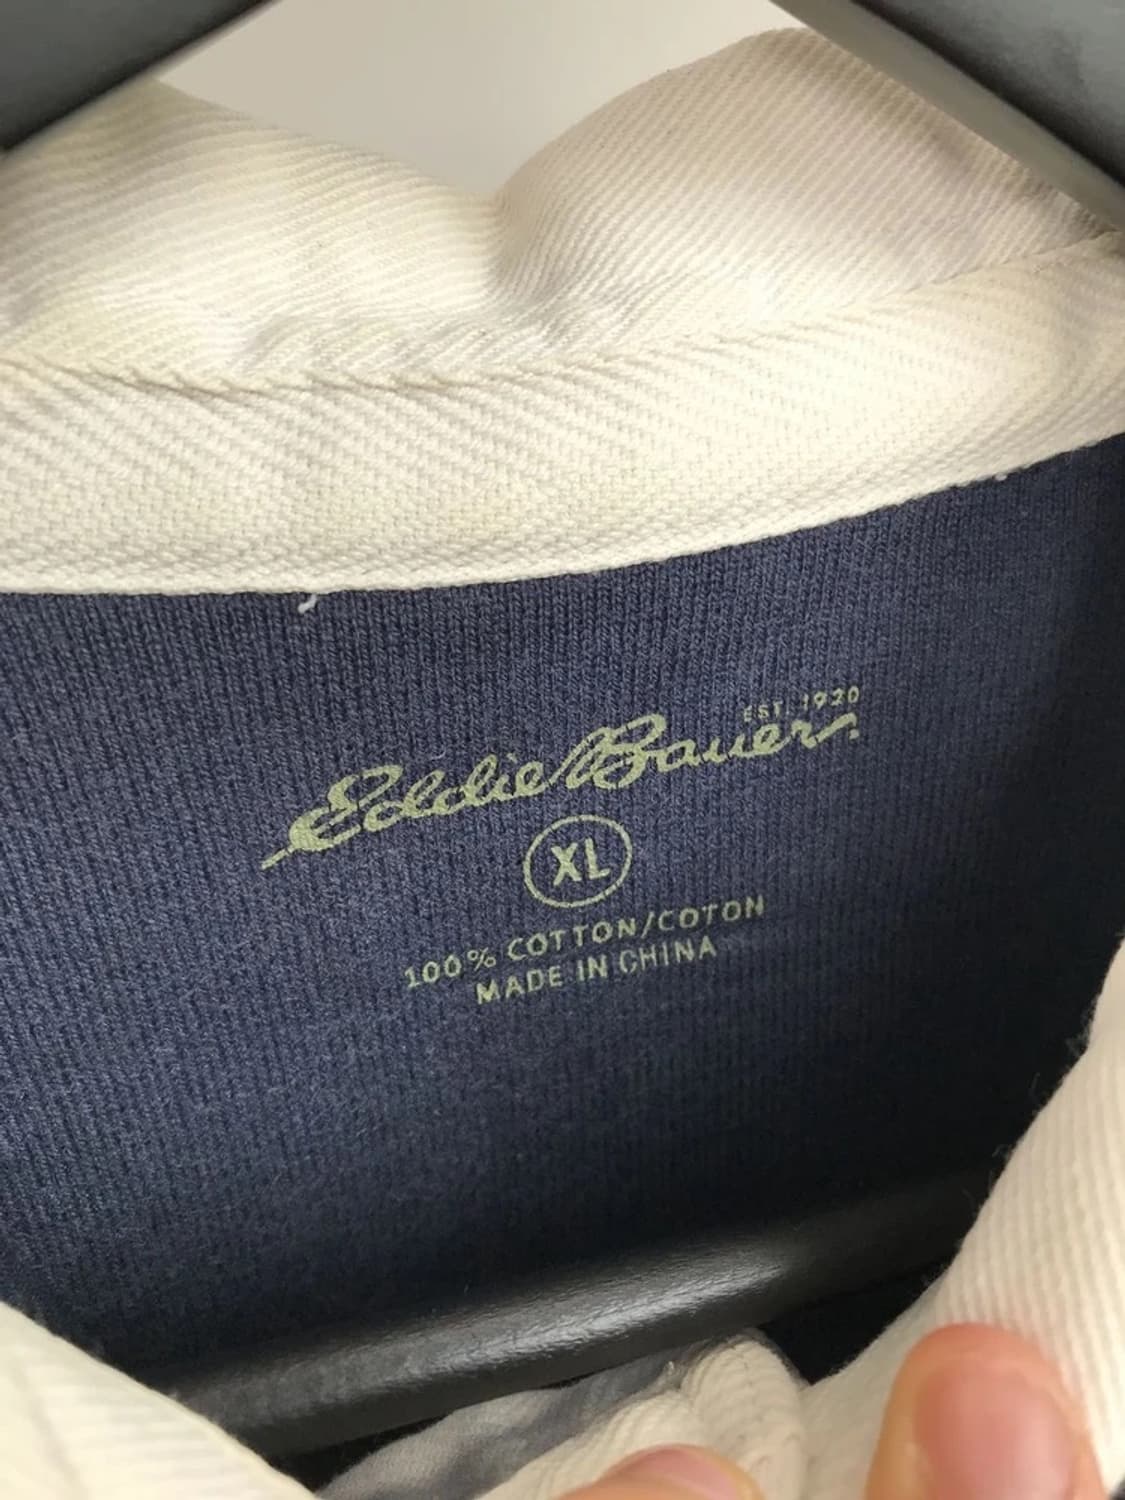 EST. 1920
Eddie Bauer
XL
100% COTTON/COTON
MADE IN CHINA